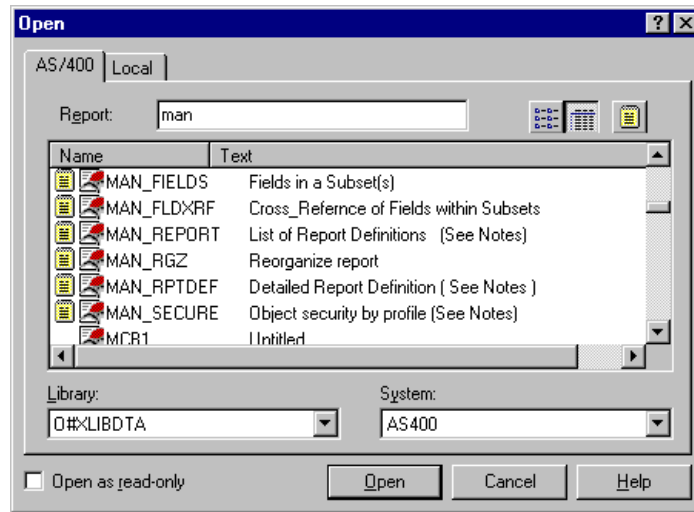 Open
AS/400 Local
Report: man
Name Text
MAN_FIELDS Fields in a Subset(s)
MAN_FLDXRF Cross_Refernce of Fields within Subsets
MAN_REPORT List of Report Definitions (See Notes)
MAN_RGZ Reorganize report
MAN_RPTDEF Detailed Report Definition ( See Notes )
MAN_SECURE Object security by profile (See Notes)
MCB1 Untitled
Library: System:
O#XLIBDTA AS400
Open as read-only Open Cancel Help